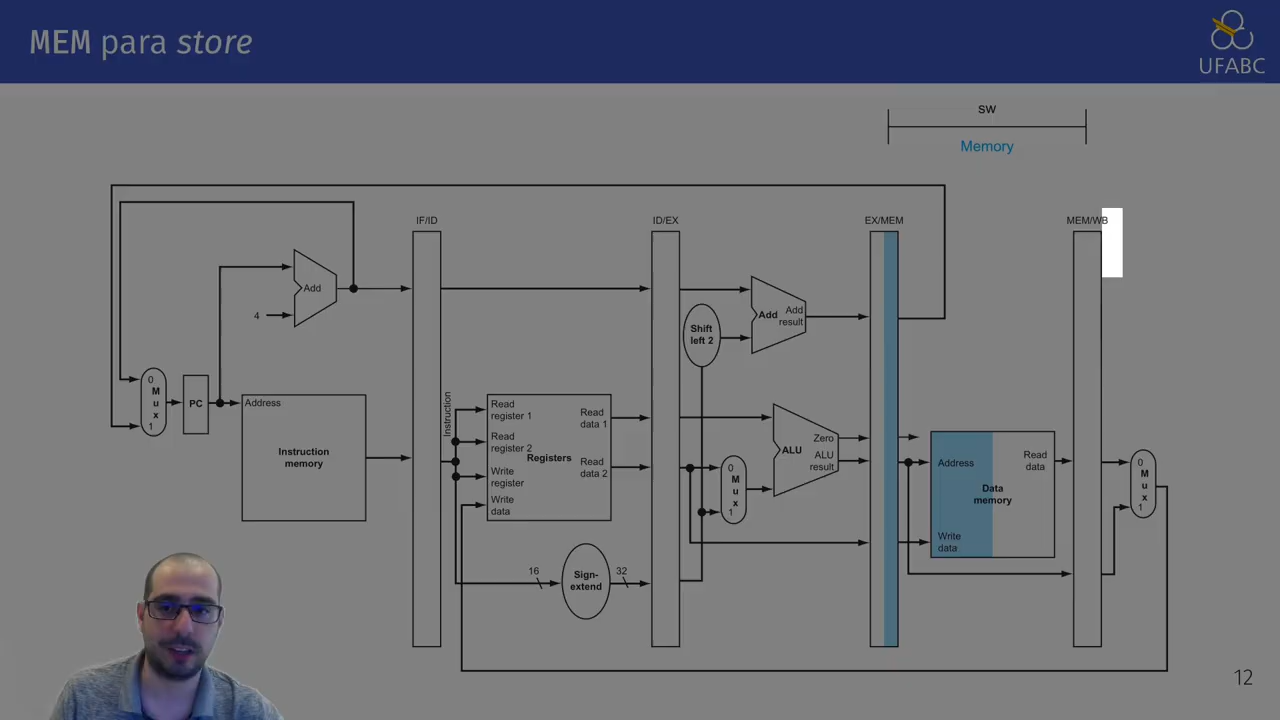 MEM para store
UFABC
SW
Memory
IF/ID
ID/EX
EX/MEM
MEM/WB
Add
4
Shift
left 2
Add
Add
result
0
M
u
x
1
PC
Address
Instruction
memory
Instruction
Read
register 1
Read
register 2
Write
register
Write
data
Registers
Read
data 1
Read
data 2
0
M
u
x
1
ALU
Zero
ALU
result
Address
Write
data
Data
memory
Read
data
0
M
u
x
1
16
Sign-
extend
32
12